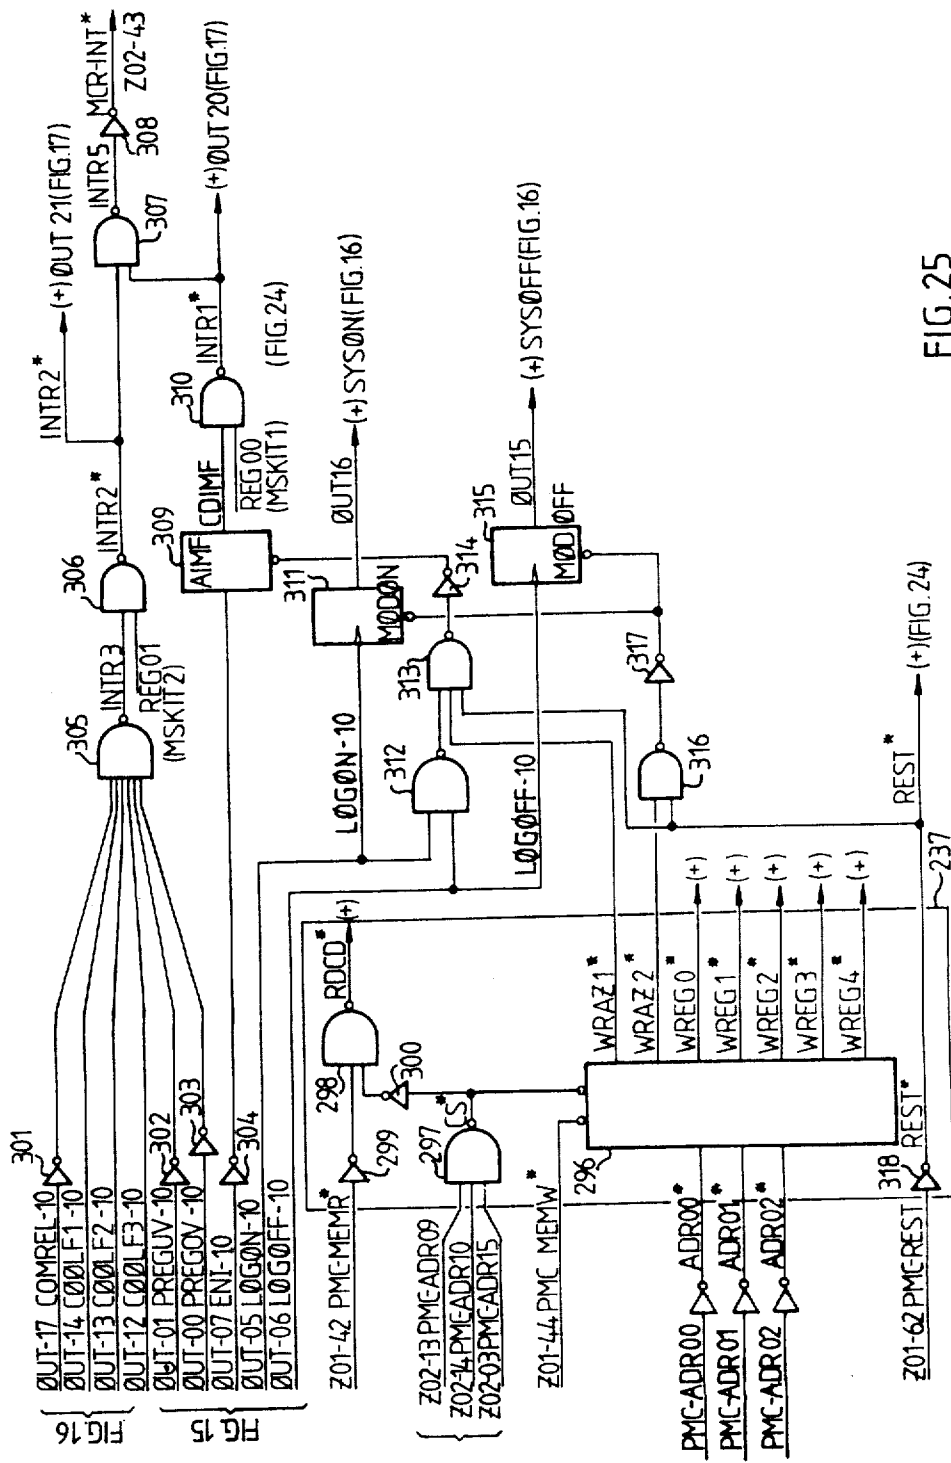 FIG.16
ØUT-17 CØMREL-10
ØUT-14 CØØLF1-10
ØUT-13 CØØLF2-10
ØUT-12 CØØLF3-10
FIG.15
ØUT-01 PREGUV-10
ØUT-00 PREGOV-10
ØUT-07 ENI-10
ØUT-05 LØGØN-10
ØUT-06 LØGØFF-10
301
302
303
304
305
INTR3
REG01
(MSKIT2)
306
INTR2*
INTR2*
(+)ØUT 21(FIG.17)
307
INTR5
308
MCR-INT*
Z02-43
309
AIMF
CDIMF
REG00
(MSKIT1)
310
INTR1*
(FIG.24)
(+)ØUT 20(FIG.17)
311
MØDØN
ØUT16
(+) SYSØN(FIG.16)
LØGØN-10
312
313
314
315
MØD ØFF
ØUT15
(+) SYSØFF(FIG.16)
LØGØFF-10
316
317
Z01-42 PMC-MEMR*
299
298
RDCD*
(+)
300
Z02-13 PMC-ADR09
Z02-14 PMC-ADR10
Z02-03 PMC-ADR15
297
CS*
Z01-44 PMC MEMW*
296
WRAZ1*
WRAZ2*
WREG0*
(+)
WREG1*
(+)
WREG2*
(+)
WREG3*
(+)
WREG4*
(+)
PMC-ADR00
ADR00*
PMC-ADR01
ADR01*
PMC-ADR02
ADR02*
Z01-62 PMC-REST
318
REST*
REST*
(+)(FIG.24)
237
FIG.25